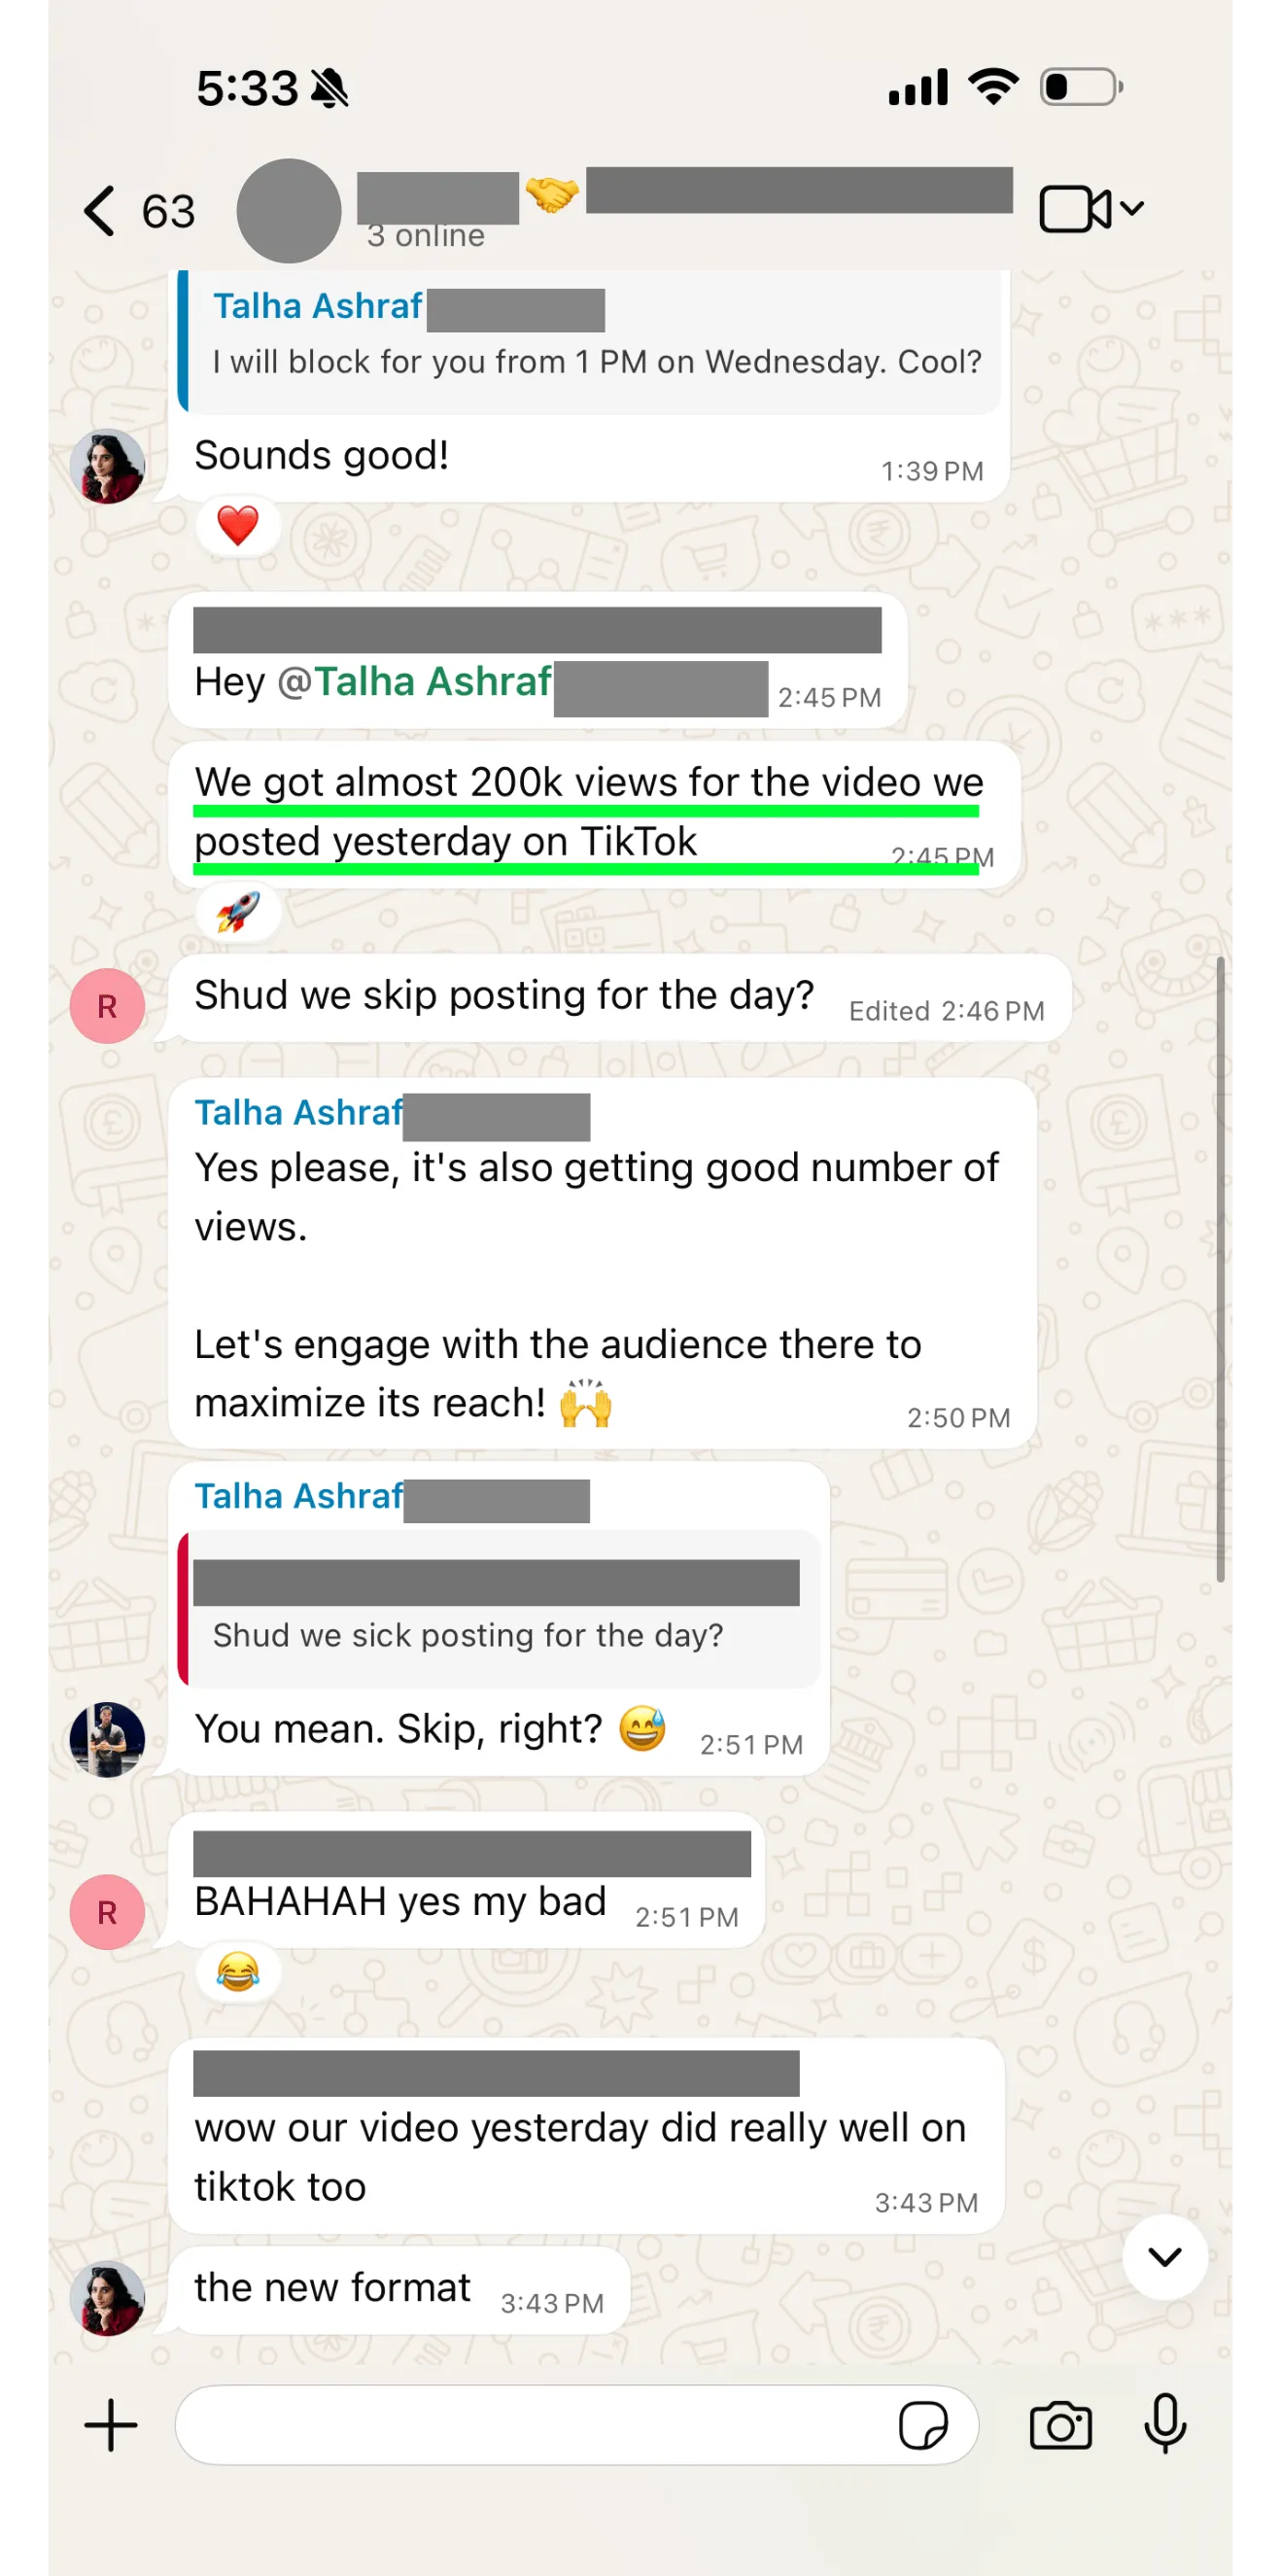 5:33
63
3 online
Talha Ashraf
I will block for you from 1 PM on Wednesday. Cool?
Sounds good!
1:39 PM
Hey @Talha Ashraf
2:45 PM
We got almost 200k views for the video we
posted yesterday on TikTok
2:45 PM
R
Shud we skip posting for the day?
Edited 2:46 PM
Talha Ashraf
Yes please, it's also getting good number of
views.
Let's engage with the audience there to
maximize its reach! 🙌
2:50 PM
Talha Ashraf
Shud we sick posting for the day?
You mean. Skip, right? 😅
2:51 PM
R
BAHAHAH yes my bad
2:51 PM
wow our video yesterday did really well on
tiktok too
3:43 PM
the new format
3:43 PM